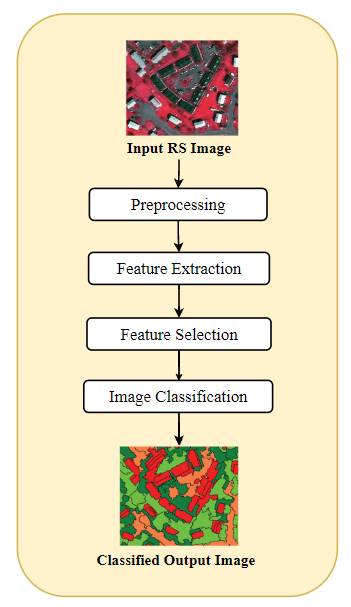 Input RS Image
Preprocessing
Feature Extraction
Feature Selection
Image Classification
Classified Output Image